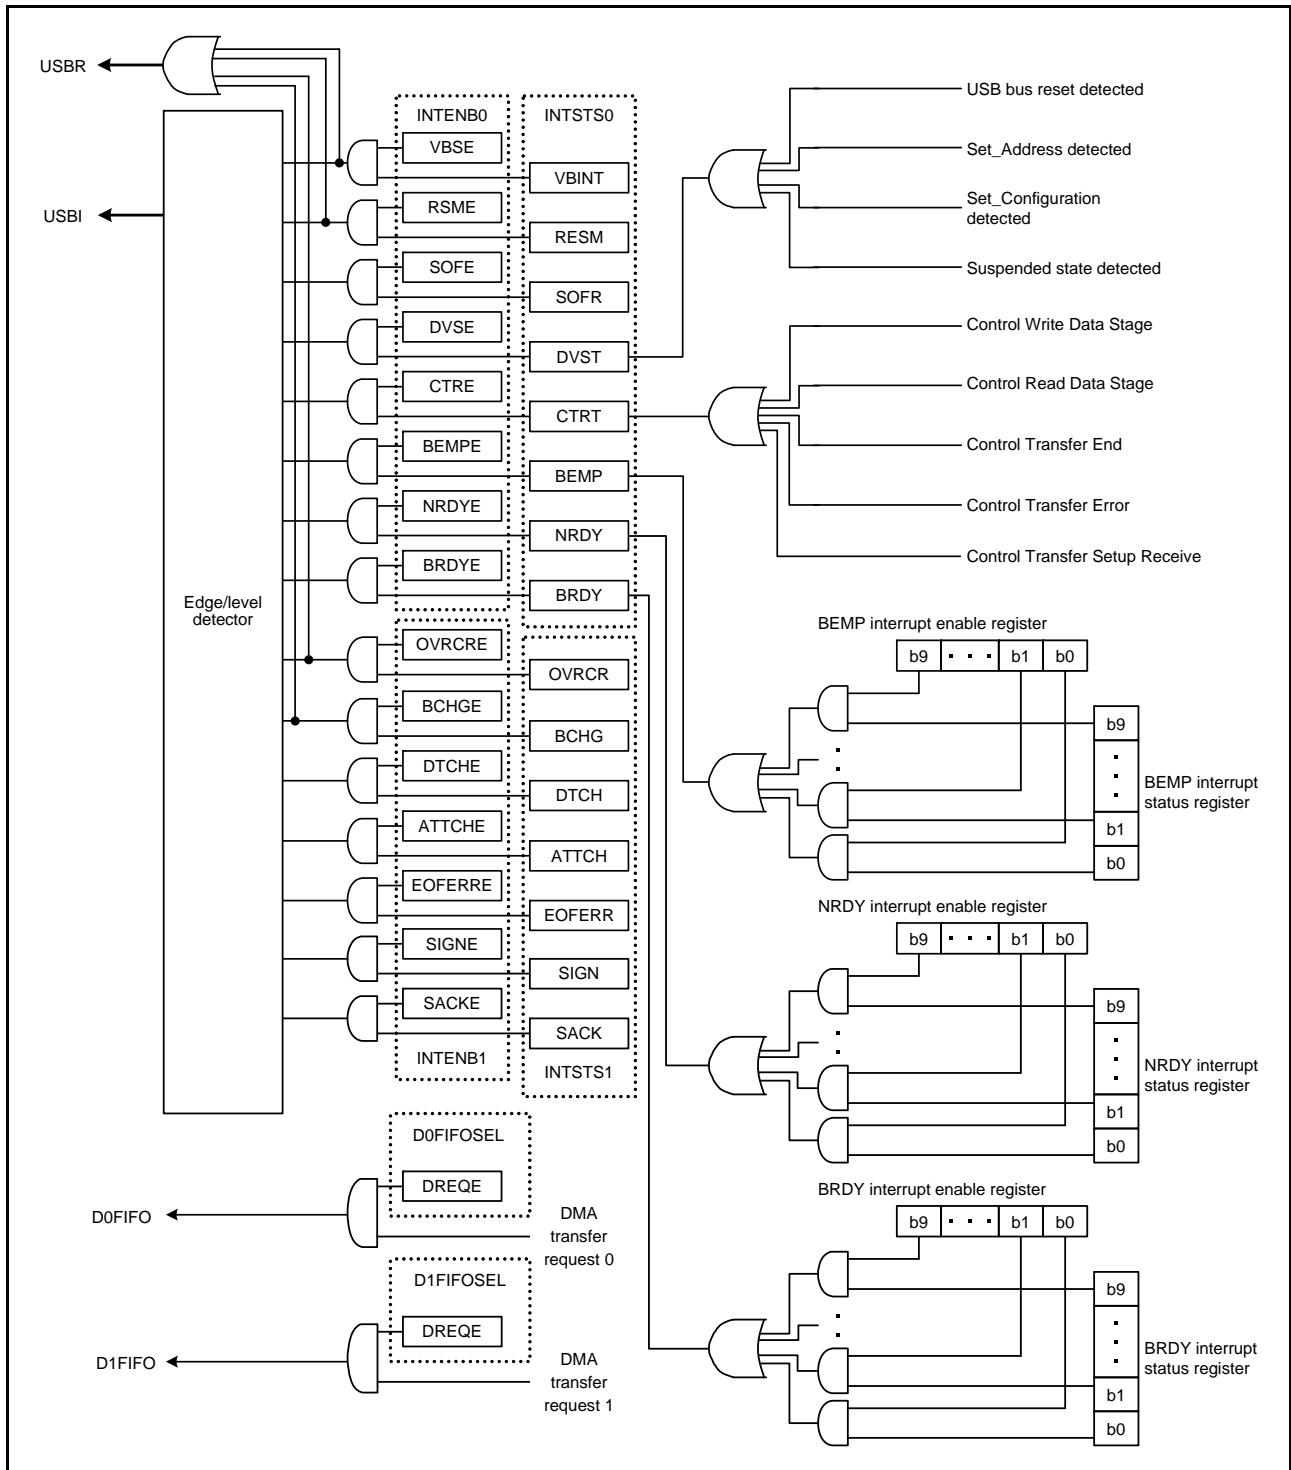 USBR
USBI
Edge/level
detector
INTENB0
VBSE
RSME
SOFE
DVSE
CTRE
BEMPE
NRDYE
BRDYE
OVRCRE
BCHGE
DTCHE
ATTCHE
EOFERRE
SIGNE
SACKE
INTENB1
INTSTS0
VBINT
RESM
SOFR
DVST
CTRT
BEMP
NRDY
BRDY
OVRCR
BCHG
DTCH
ATTCH
EOFERR
SIGN
SACK
INTSTS1
USB bus reset detected
Set_Address detected
Set_Configuration
detected
Suspended state detected
Control Write Data Stage
Control Read Data Stage
Control Transfer End
Control Transfer Error
Control Transfer Setup Receive
BEMP interrupt enable register
b9 · · · b1 b0
b9
b1
b0
BEMP interrupt
status register
NRDY interrupt enable register
b9 · · · b1 b0
b9
b1
b0
NRDY interrupt
status register
BRDY interrupt enable register
b9 · · · b1 b0
b9
b1
b0
BRDY interrupt
status register
D0FIFO
D0FIFOSEL
DREQE
DMA
transfer
request 0
D1FIFO
D1FIFOSEL
DREQE
DMA
transfer
request 1